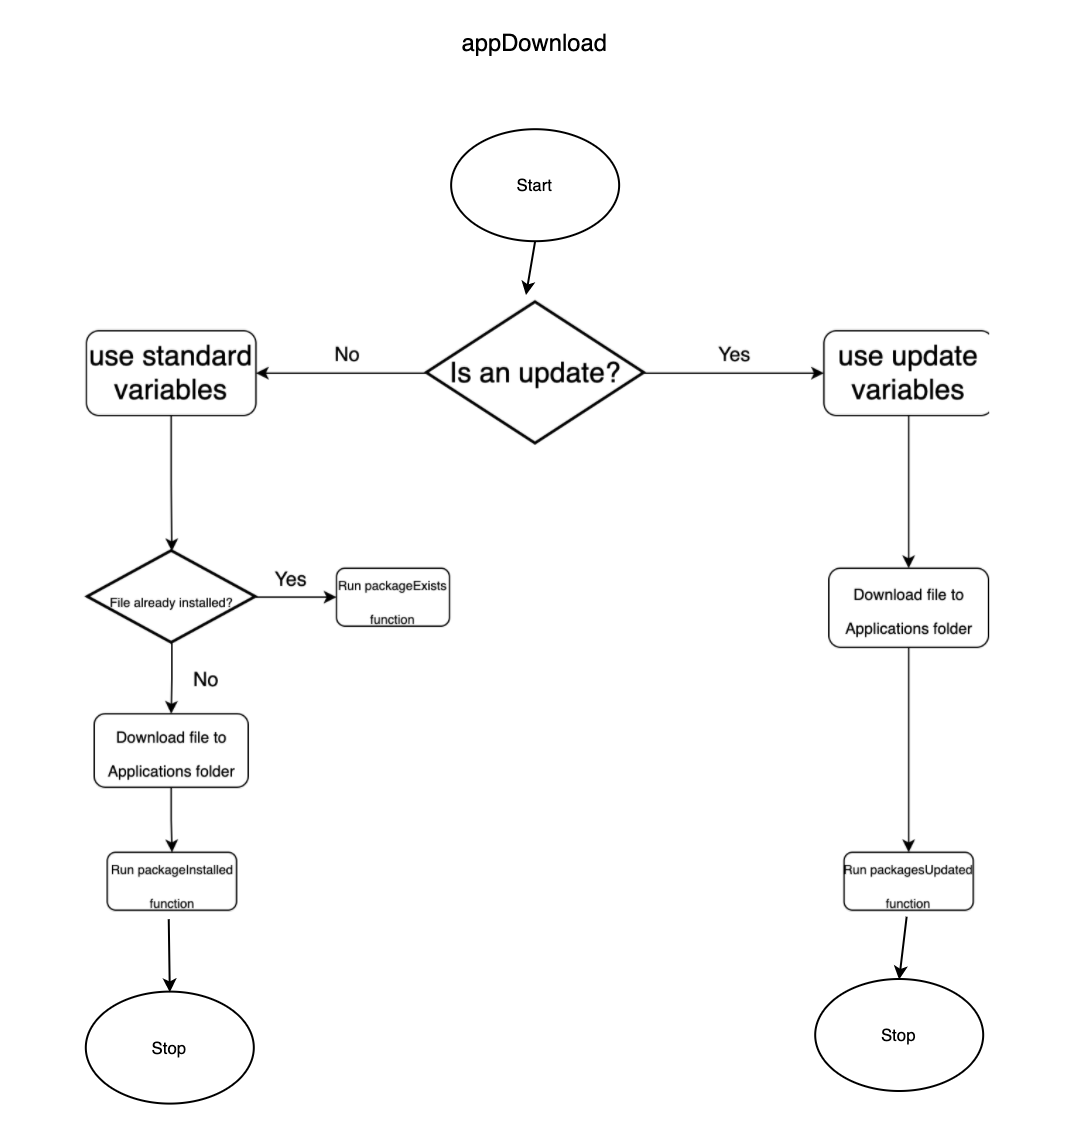 appDownload
Start
use standard
variables
No
Is an update?
Yes
use update
variables
File already installed?
Yes
Run packageExists
function
Download file to
Applications folder
No
Download file to
Applications folder
Run packageInstalled
function
Run packagesUpdated
function
Stop
Stop